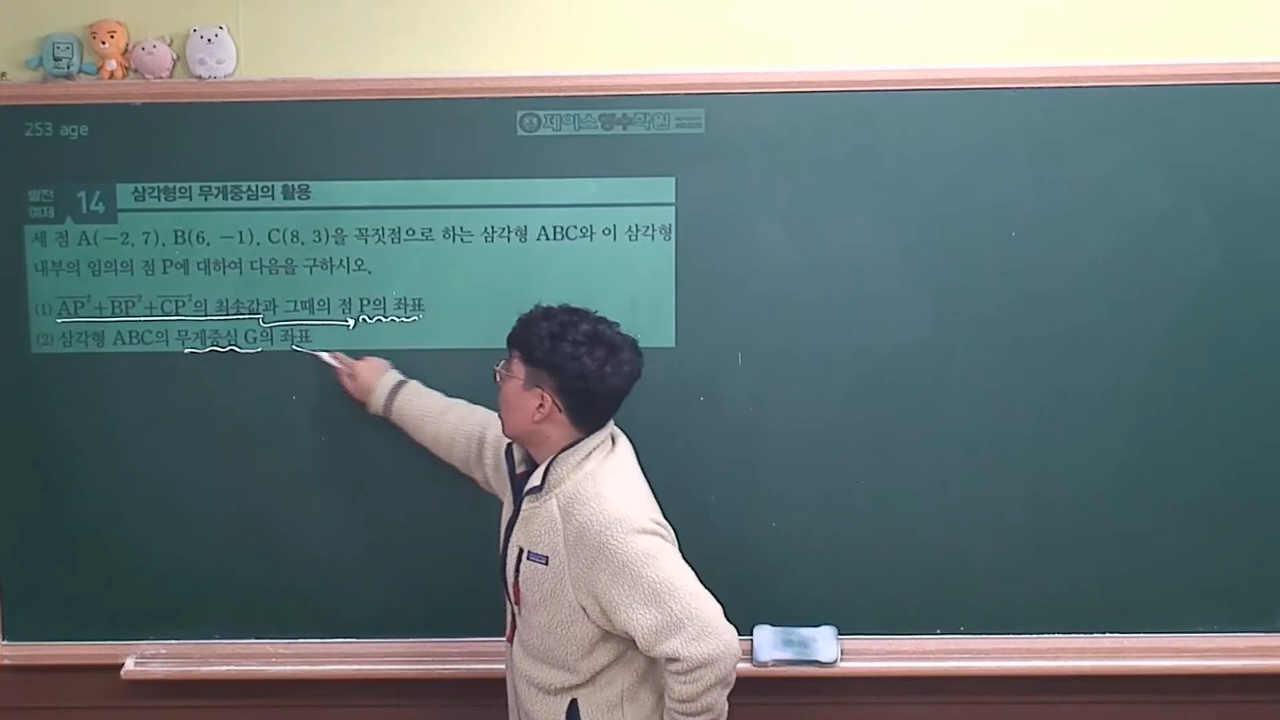 253 age
제이스영수학원
발전
예제 14 삼각형의 무게중심의 활용
세 점 A(−2, 7), B(6, −1), C(8, 3)을 꼭짓점으로 하는 삼각형 ABC와 이 삼각형
내부의 임의의 점 P에 대하여 다음을 구하시오.
(1) AP²+BP²+CP²의 최솟값과 그때의 점 P의 좌표
(2) 삼각형 ABC의 무게중심 G의 좌표